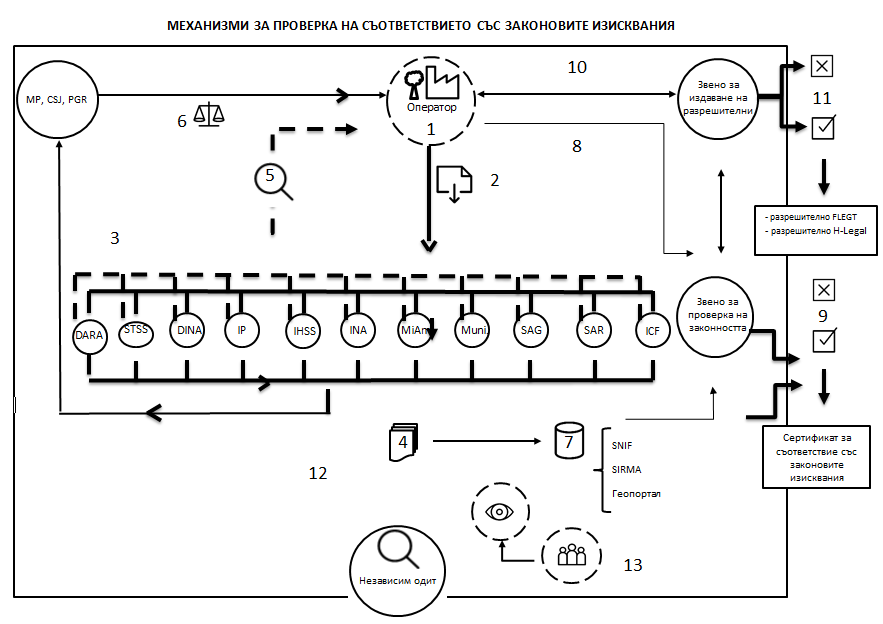 МЕХАНИЗМИ ЗА ПРОВЕРКА НА СЪОТВЕТСТВИЕТО СЪС ЗАКОНОВИТЕ ИЗИСКВАНИЯ
MP, CSJ, PGR
6
Оператор
1
10
Звено за
издаване на
разрешителни
11
8
5
2
- разрешително FLEGT
- разрешително H-Legal
3
DARA
STSS
DINA
IP
IHSS
INA
MiAm
Muni.
SAG
SAR
ICF
Звено за
проверка на
законността
9
4
7
SNIF
SIRMA
Геопортал
Сертификат за
съответствие със
законовите
изисквания
12
Независим одит
13